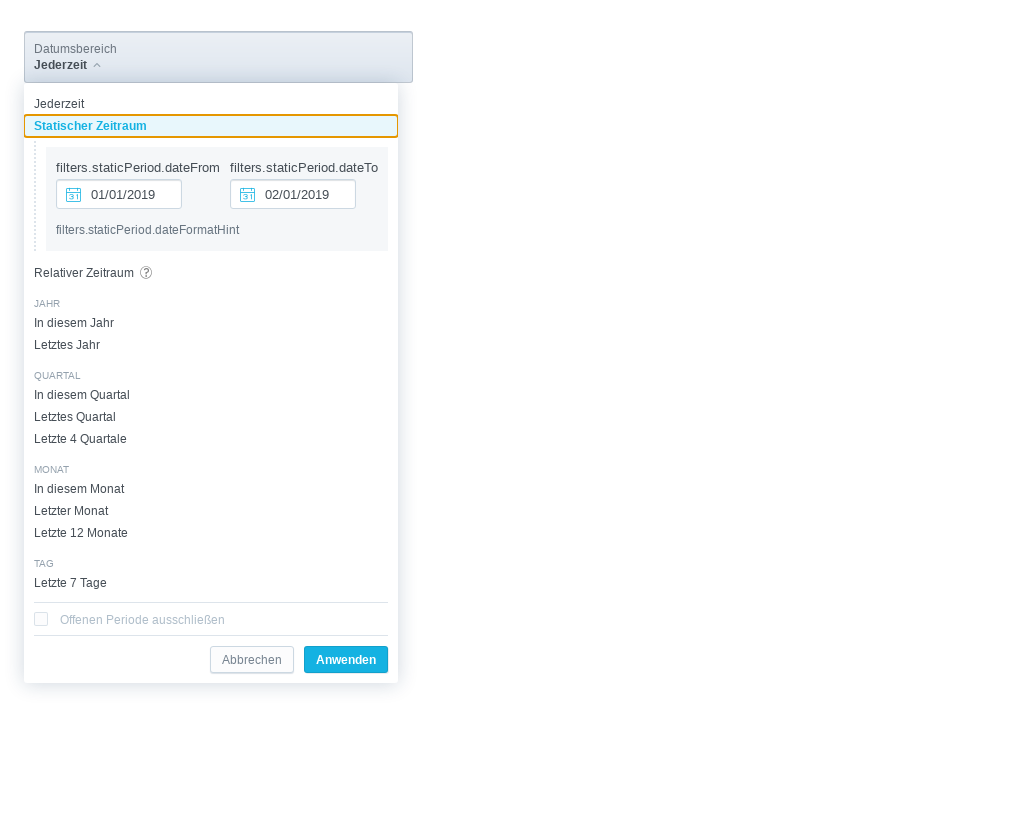 Datumsbereich
Jederzeit
Jederzeit
Statischer Zeitraum
filters.staticPeriod.dateFrom filters.staticPeriod.dateTo
31 01/01/2019 31 02/01/2019
filters.staticPeriod.dateFormatHint
Relativer Zeitraum ?
JAHR
In diesem Jahr
Letztes Jahr
QUARTAL
In diesem Quartal
Letztes Quartal
Letzte 4 Quartale
MONAT
In diesem Monat
Letzter Monat
Letzte 12 Monate
TAG
Letzte 7 Tage
Offenen Periode ausschließen
Abbrechen Anwenden